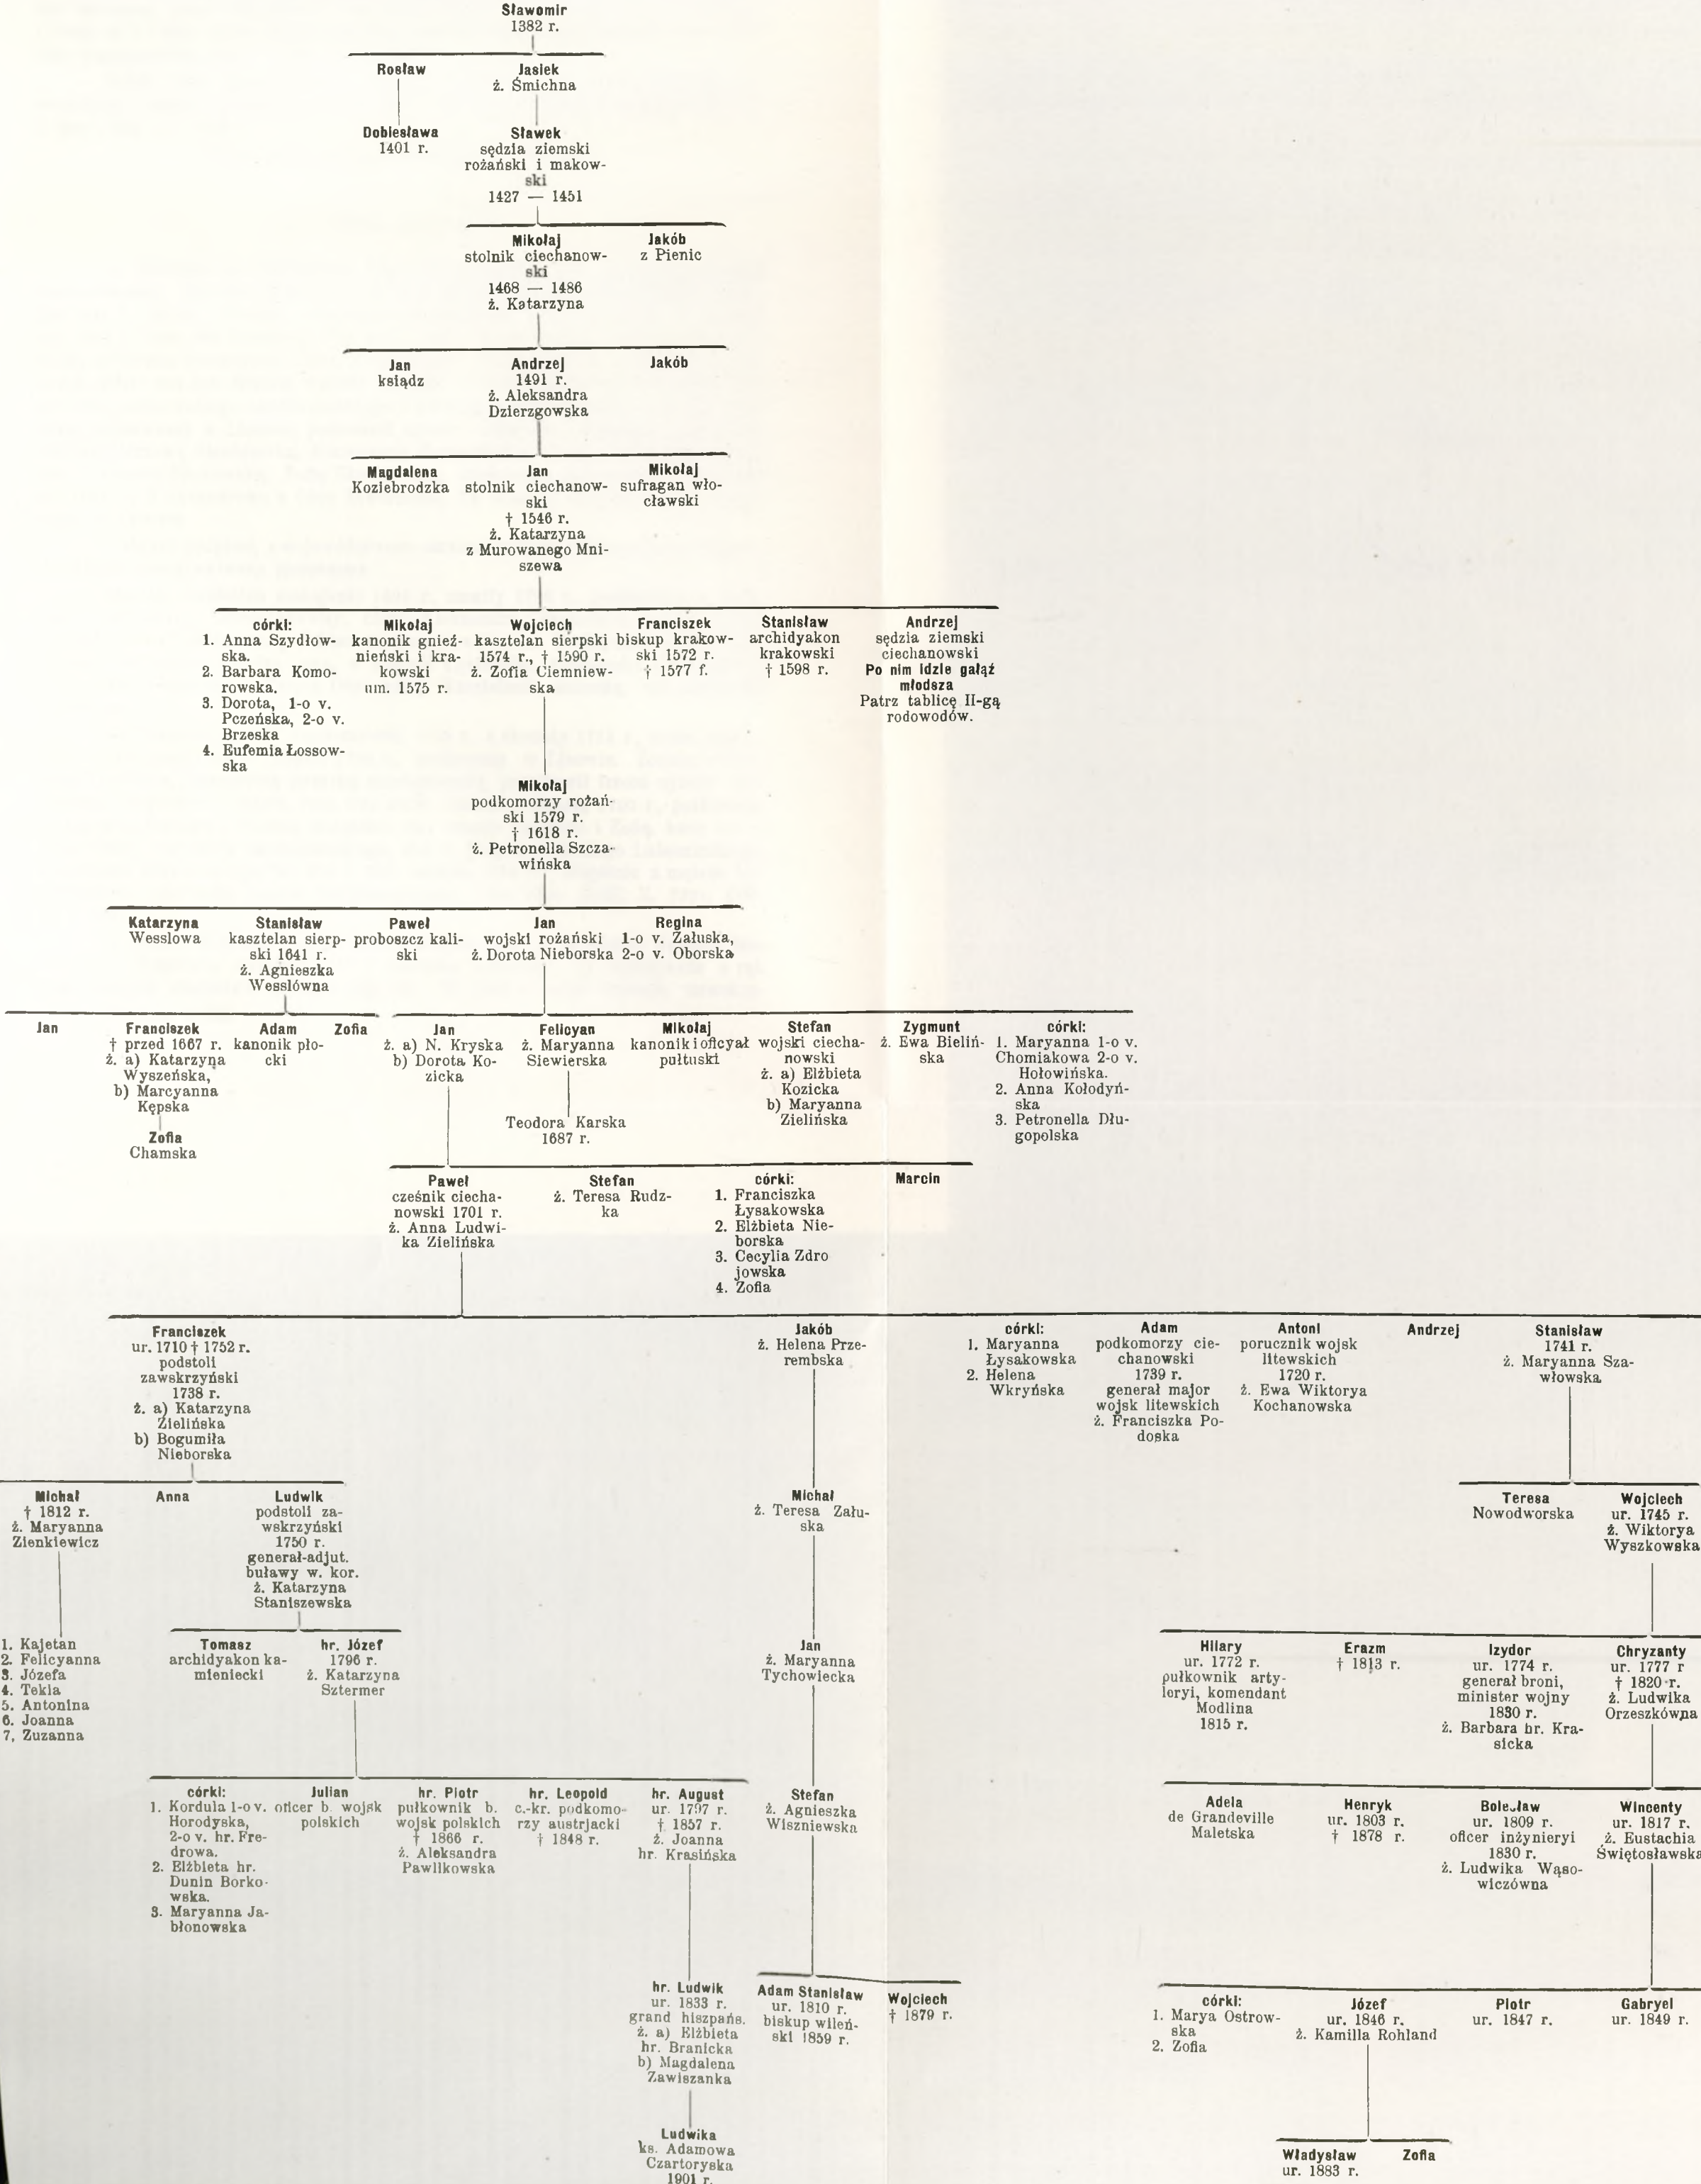 Sławomir
1382 r.
Rosław
Jasiek
ż. Śmichna
Dobiesława
1401 r.
Sławek
sędzia ziemski
rożański i makow-
ski
1427 — 1451
Mikołaj
stolnik ciechanow-
ski
1468 — 1486
ż. Katarzyna
Jakób
z Pienic
Jan
ksiądz
Andrzej
1491 r.
ż. Aleksandra
Dzierzgowska
Jakób
Magdalena
Koziebrodzka
Jan
stolnik ciechanow-
ski
† 1546 r.
ż. Katarzyna
z Murowanego Mni-
szewa
Mikołaj
sufragan wło-
cławski
córki:
1. Anna Szydłow-
ska.
2. Barbara Komo-
rowska.
3. Dorota, 1-o v.
Pczeńska, 2-o v.
Brzeska
4. Eufemia Łossow-
ska
Mikołaj
kanonik gnieź-
nieński i kra-
kowski
um. 1575 r.
Wojciech
kasztelan sierpski
1574 r., † 1590 r.
ż. Zofia Ciemniew-
ska
Franciszek
biskup krakow-
ski 1572 r.
† 1577 f.
Stanisław
archidyakon
krakowski
† 1598 r.
Andrzej
sędzia ziemski
ciechanowski
Po nim idzie gałąź
młodsza
Patrz tablicę II-gą
rodowodów.
Mikołaj
podkomorzy rożań-
ski 1579 r.
† 1618 r.
ż. Petronella Szcza-
wińska
Katarzyna
Wesslowa
Stanisław
kasztelan sierp-
ski 1641 r.
ż. Agnieszka
Wesslówna
Paweł
proboszcz kali-
ski
Jan
wojski rożański
ż. Dorota Nieborska
Regina
1-o v. Załuska,
2-o v. Oborska
Jan
Franciszek
† przed 1667 r.
ż. a) Katarzyna
Wyszeńska,
b) Marcyanna
Kępska
Zofia
Chamska
Adam
kanonik pło-
cki
Zofia
Jan
ż. a) N. Kryska
b) Dorota Ko-
zicka
Felicyan
ż. Maryanna
Siewierska
Teodora Karska
1687 r.
Mikołaj
kanonik i oficyał
pułtuski
Stefan
wojski ciecha-
nowski
ż. a) Elżbieta
Kozicka
b) Maryanna
Zielińska
Zygmunt
ż. Ewa Bieliń-
ska
córki:
1. Maryanna 1-o v.
Chomiakowa 2-o v.
Hołowińska.
2. Anna Kołodyń-
ska
3. Petronella Dłu-
gopolska
Paweł
cześnik ciecha-
nowski 1701 r.
ż. Anna Ludwi-
ka Zielińska
Stefan
ż. Teresa Rudz-
ka
córki:
1. Franciszka
Łysakowska
2. Elżbieta Nie-
borska
3. Cecylia Zdro
jowska
4. Zofia
Marcin
Franciszek
ur. 1710 † 1752 r.
podstoli
zawskrzyński
1738 r.
ż. a) Katarzyna
Zielińska
b) Bogumiła
Nieborska
Jakób
ż. Helena Prze-
rembska
córki:
1. Maryanna
Łysakowska
2. Helena
Wkryńska
Adam
podkomorzy cie-
chanowski
1739 r.
generał major
wojsk litewskich
ż. Franciszka Po-
doska
Antoni
porucznik wojsk
litewskich
1720 r.
ż. Ewa Wiktorya
Kochanowska
Andrzej
Stanisław
1741 r.
ż. Maryanna Sza-
włowska
Michał
† 1812 r.
ż. Maryanna
Zienkiewicz
Anna
Ludwik
podstoli za-
wskrzyński
1750 r.
generał-adjut.
buławy w. kor.
ż. Katarzyna
Staniszewska
Michał
ż. Teresa Zału-
ska
Teresa
Nowodworska
Wojciech
ur. 1745 r.
ż. Wiktorya
Wyszkowska
1. Kajetan
2. Felicyanna
3. Józefa
4. Tekla
5. Antonina
6. Joanna
7, Zuzanna
Tomasz
archidyakon ka-
mieniecki
hr. Józef
1796 r.
ż. Katarzyna
Sztermer
Jan
ż. Maryanna
Tychowiecka
Hilary
ur. 1772 r.
pułkownik arty-
leryi, komendant
Modlina
1815 r.
Erazm
† 1813 r.
Izydor
ur. 1774 r.
generał broni,
minister wojny
1830 r.
ż. Barbara hr. Kra-
sicka
Chryzanty
ur. 1777 r
† 1820 r.
ż. Ludwika
Orzeszkówna
córki:
1. Kordula 1-o v.
Horodyska,
2-o v. hr. Fre-
drowa.
2. Elżbieta hr.
Dunin Borko-
wska.
3. Maryanna Ja-
błonowska
Julian
oficer b. wojsk
polskich
hr. Piotr
pułkownik b.
wojsk polskich
† 1866 r.
ż. Aleksandra
Pawlikowska
hr. Leopold
c.-kr. podkomo-
rzy austrjacki
† 1848 r.
hr. August
ur. 1797 r.
† 1857 r.
ż. Joanna
hr. Krasińska
Stefan
ż. Agnieszka
Wiszniewska
Adela
de Grandeville
Maletska
Henryk
ur. 1803 r.
† 1878 r.
Bolesław
ur. 1809 r.
oficer inżynieryi
1830 r.
ż. Ludwika Wąso-
wiczówna
Wincenty
ur. 1817 r.
ż. Eustachia
Świętosławska
hr. Ludwik
ur. 1833 r.
grand hiszpańs.
ż. a) Elżbieta
hr. Branicka
b) Magdalena
Zawiszanka
Adam Stanisław
ur. 1810 r.
biskup wileń-
ski 1859 r.
Wojciech
† 1879 r.
córki:
1. Marya Ostrow-
ska
2. Zofia
Józef
ur. 1846 r.
ż. Kamilla Rohland
Piotr
ur. 1847 r.
Gabryel
ur. 1849 r.
Ludwika
ks. Adamowa
Czartoryska
1901 r.
Władysław
ur. 1883 r.
Zofia